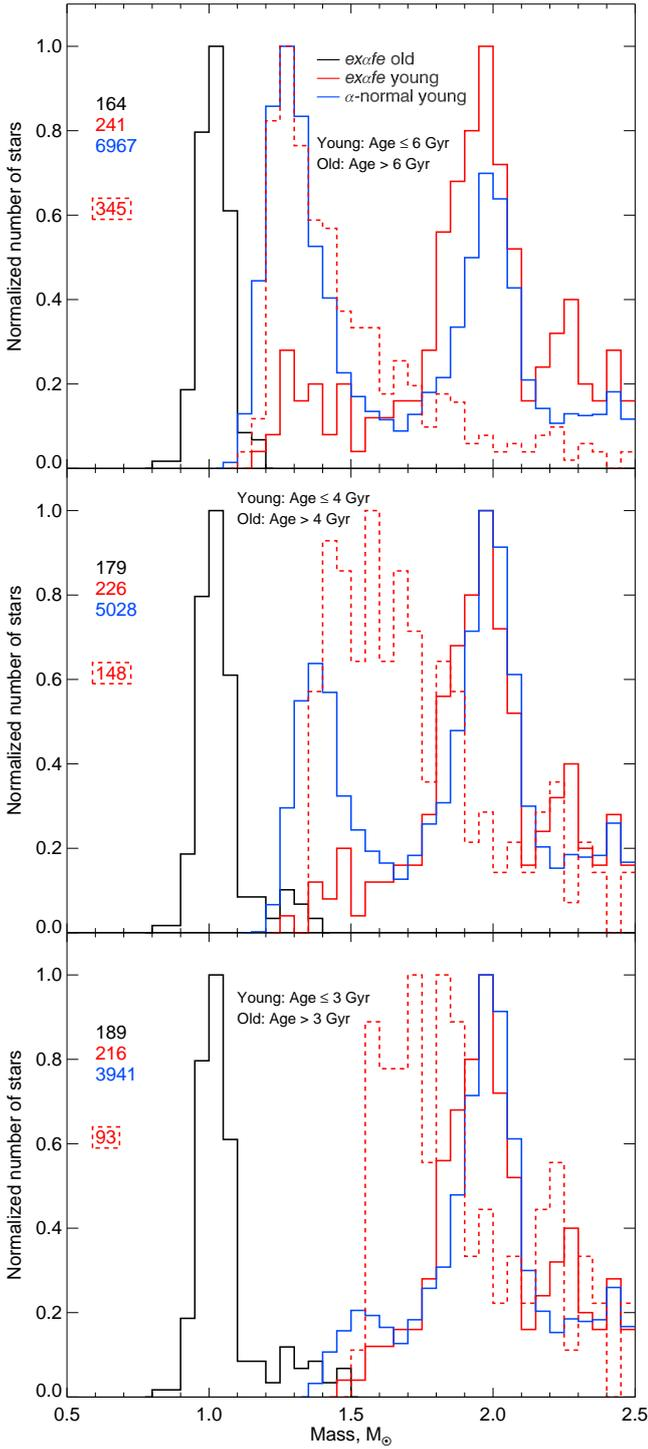 1.0
0.8
0.6
0.4
0.2
0.0
Normalized number of stars
164
241
6967
345
exαfe old
exαfe young
α-normal young
Young: Age ≤ 6 Gyr
Old: Age > 6 Gyr
1.0
0.8
0.6
0.4
0.2
0.0
Normalized number of stars
179
226
5028
148
Young: Age ≤ 4 Gyr
Old: Age > 4 Gyr
1.0
0.8
0.6
0.4
0.2
0.0
Normalized number of stars
189
216
3941
93
Young: Age ≤ 3 Gyr
Old: Age > 3 Gyr
0.5 1.0 1.5 2.0 2.5
Mass, M☉